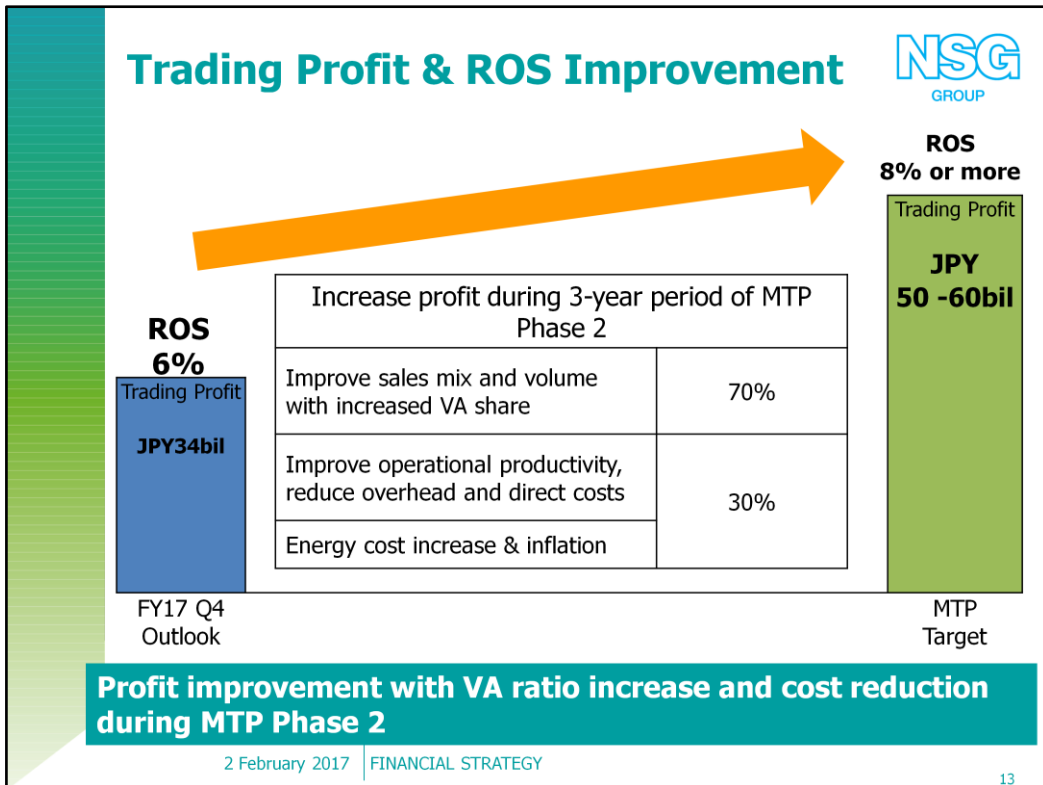 Trading Profit & ROS Improvement
NSG
GROUP
ROS
8% or more
Trading Profit
JPY
50 -60bil
Increase profit during 3-year period of MTP
Phase 2
Improve sales mix and volume
with increased VA share
70%
Improve operational productivity,
reduce overhead and direct costs
30%
Energy cost increase & inflation
ROS
6%
Trading Profit
JPY34bil
FY17 Q4
Outlook
MTP
Target
Profit improvement with VA ratio increase and cost reduction
during MTP Phase 2
2 February 2017
FINANCIAL STRATEGY
13